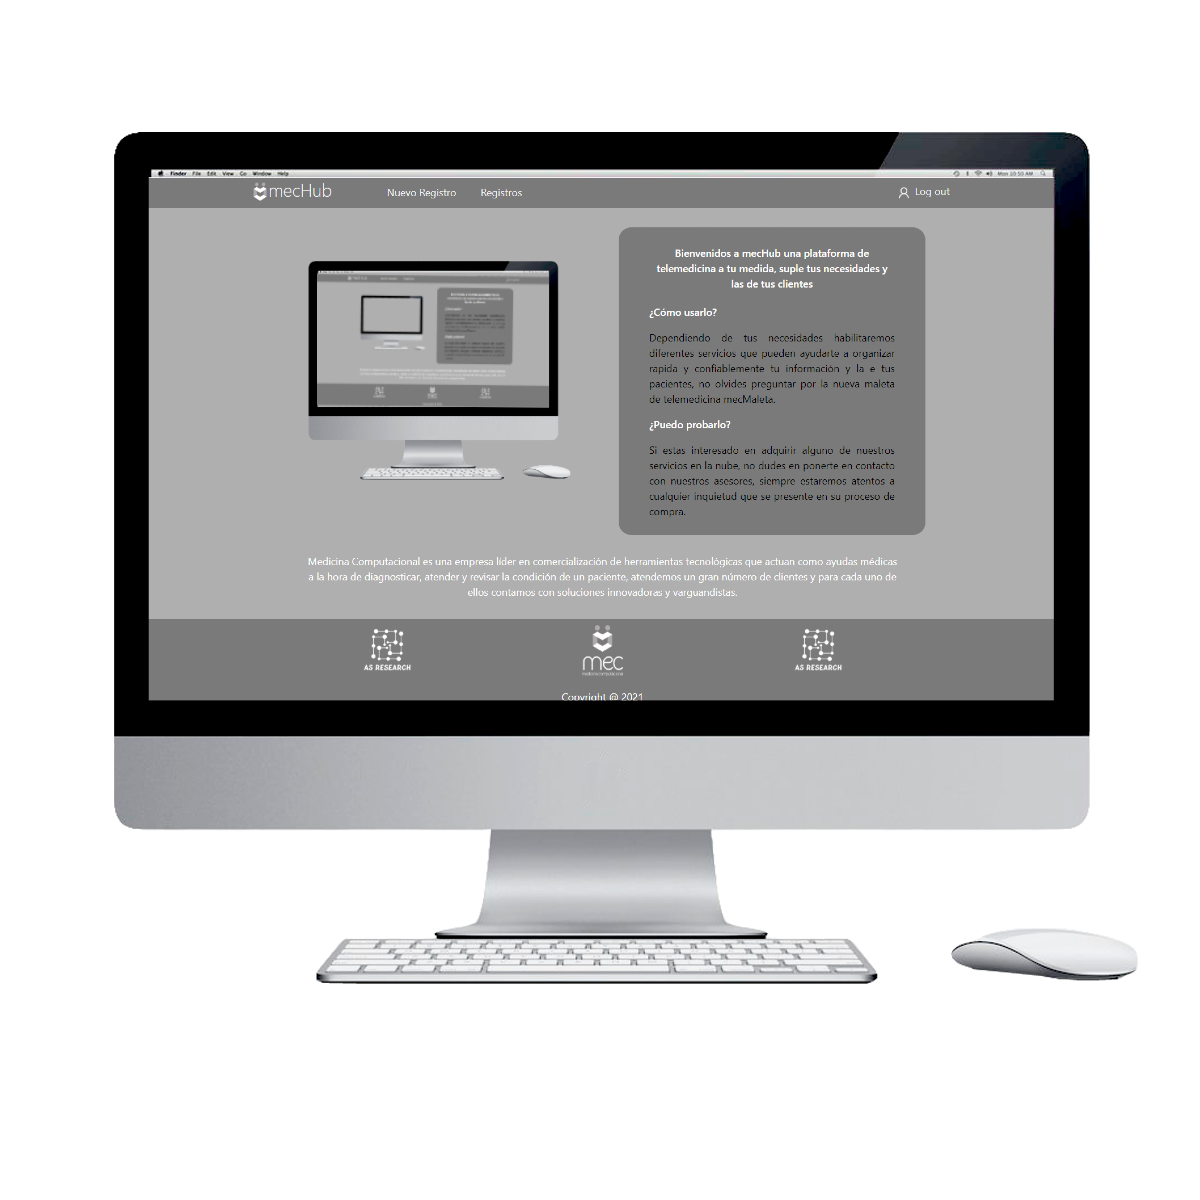 Finder File Edit View Go Window Help
Mon 10:55 AM
mecHub
Nuevo Registro
Registros
Log out
Bienvenidos a mecHub una plataforma de
telemedicina a tu medida, suple tus necesidades y
las de tus clientes
¿Cómo usarlo?
Dependiendo de tus necesidades habilitaremos
diferentes servicios que pueden ayudarte a organizar
rapida y confiablemente tu información y la e tus
pacientes, no olvides preguntar por la nueva maleta
de telemedicina mecMaleta.
¿Puedo probarlo?
Si estas interesado en adquirir alguno de nuestros
servicios en la nube, no dudes en ponerte en contacto
con nuestros asesores, siempre estaremos atentos a
cualquier inquietud que se presente en su proceso de
compra.
Medicina Computacional es una empresa líder en comercialización de herramientas tecnológicas que actuan como ayudas médicas
a la hora de diagnosticar, atender y revisar la condición de un paciente, atendemos un gran número de clientes y para cada uno de
ellos contamos con soluciones innovadoras y varguandistas.
AS RESEARCH
mec
medicina computacional
AS RESEARCH
Copyright @ 2021